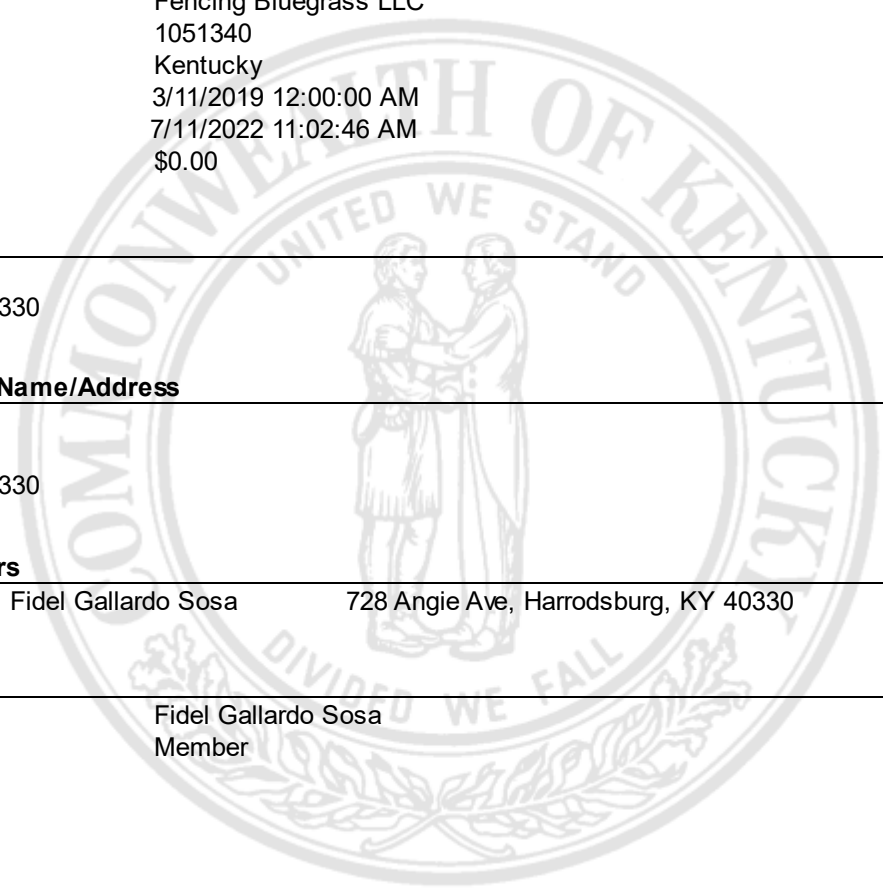 Fencing Bluegrass LLC
1051340
Kentucky
3/11/2019 12:00:00 AM
7/11/2022 11:02:46 AM
$0.00
330
Name/Address
330
rs
Fidel Gallardo Sosa 728 Angie Ave, Harrodsburg, KY 40330
Fidel Gallardo Sosa
Member
COMMONWEALTH OF KENTUCKY
UNITED WE STAND
DIVIDED WE FALL